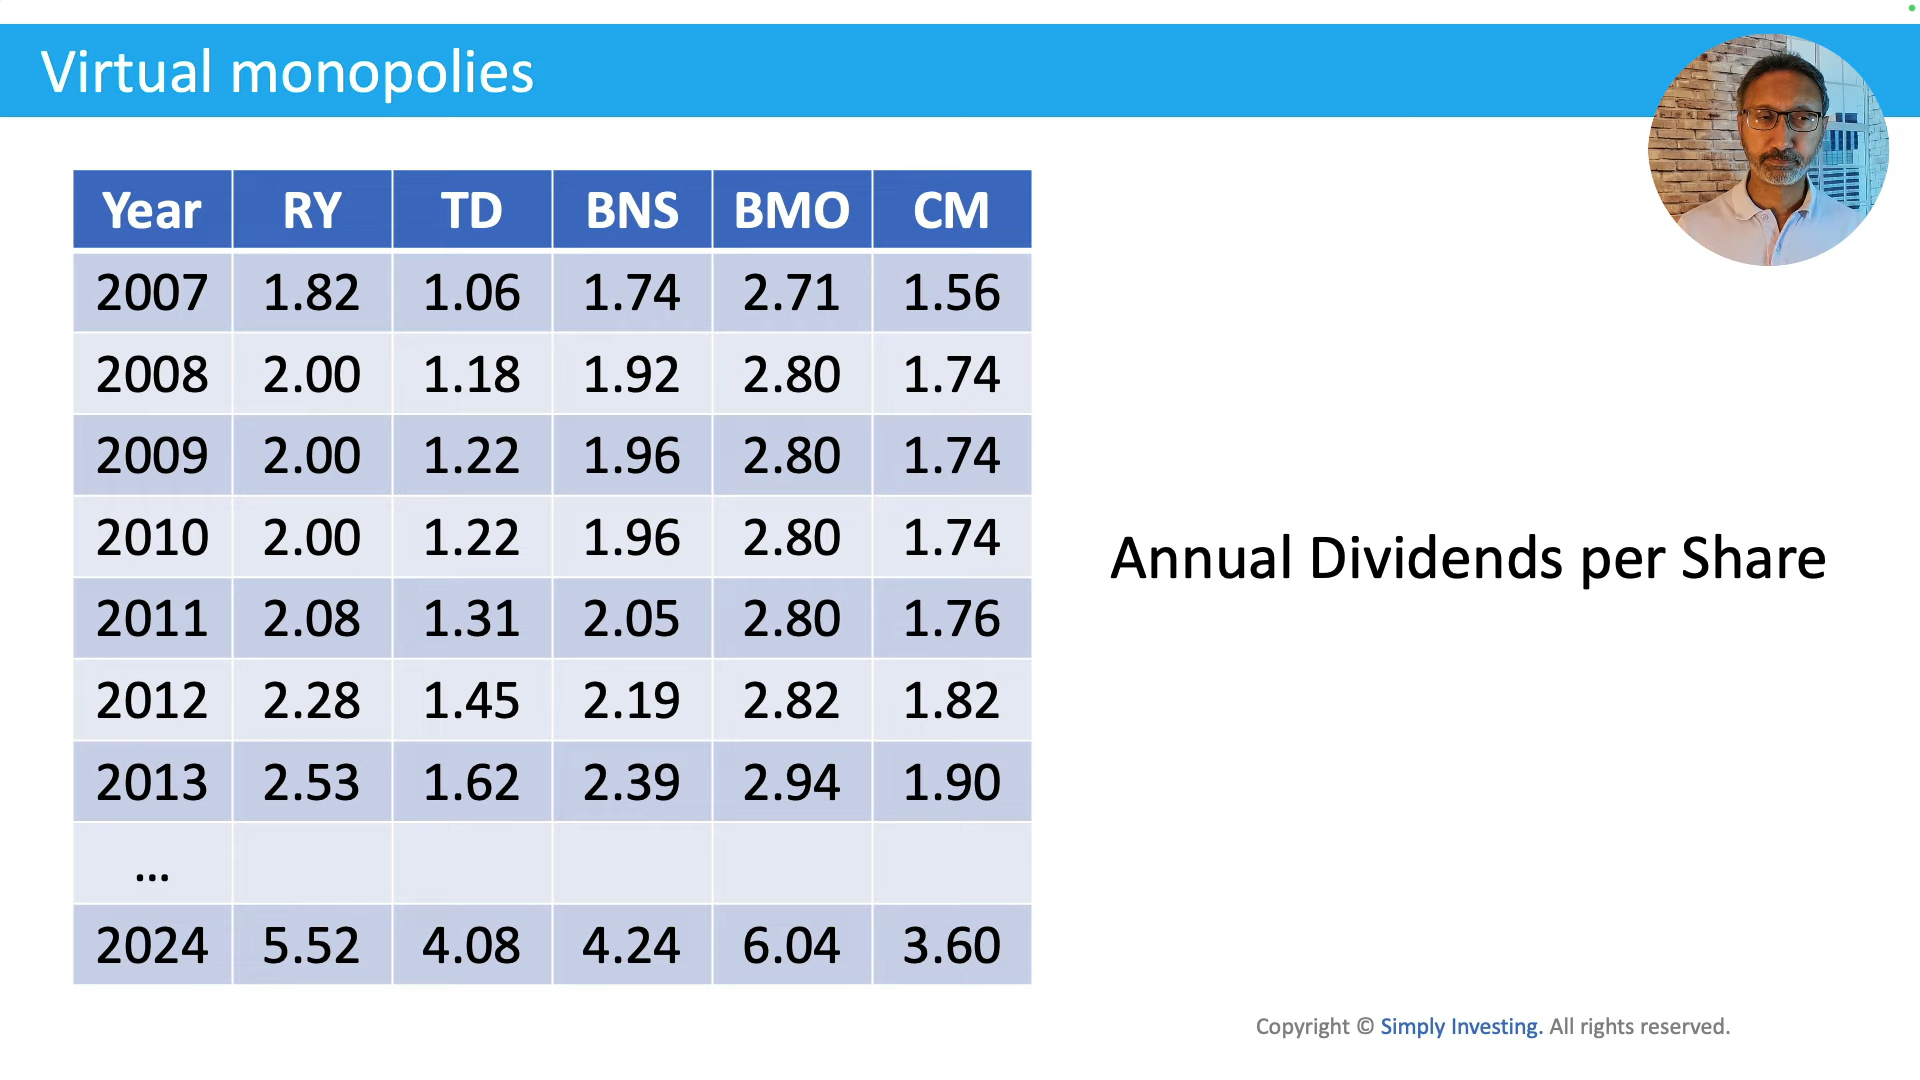 Virtual monopolies
Year RY TD BNS BMO CM
2007 1.82 1.06 1.74 2.71 1.56
2008 2.00 1.18 1.92 2.80 1.74
2009 2.00 1.22 1.96 2.80 1.74
2010 2.00 1.22 1.96 2.80 1.74
2011 2.08 1.31 2.05 2.80 1.76
2012 2.28 1.45 2.19 2.82 1.82
2013 2.53 1.62 2.39 2.94 1.90
...
2024 5.52 4.08 4.24 6.04 3.60
Annual Dividends per Share
Copyright © Simply Investing. All rights reserved.